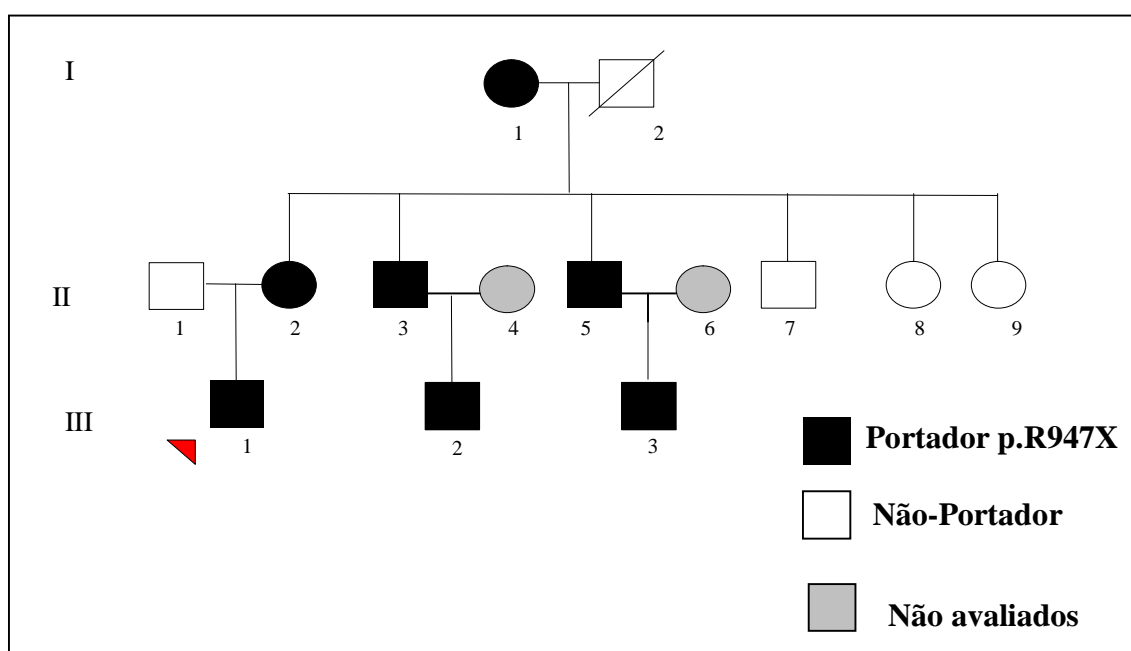 I
1 2
II
1 2 3 4 5 6 7 8 9
III
1 2 3
Portador p.R947X
Não-Portador
Não avaliados